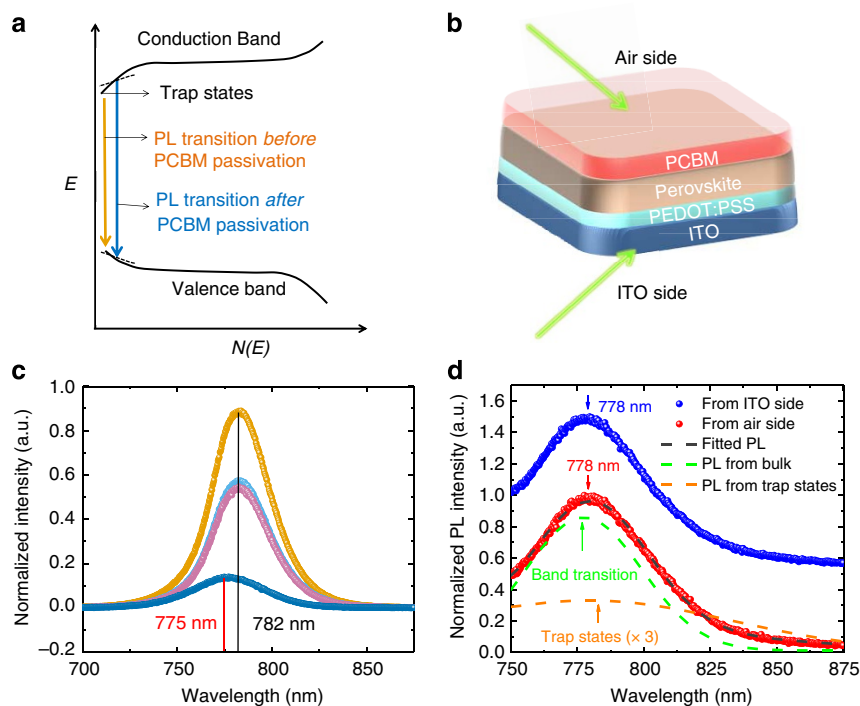 a
Conduction Band
Trap states
PL transition before
PCBM passivation
PL transition after
PCBM passivation
Valence band
E
N(E)
b
Air side
PCBM
Perovskite
PEDOT:PSS
ITO
ITO side
c
Normalized intensity (a.u.)
1.0
0.8
0.6
0.4
0.2
0.0
–0.2
775 nm
782 nm
700
750
800
850
Wavelength (nm)
d
Normalized PL intensity (a.u.)
1.6
1.4
1.2
1.0
0.8
0.6
0.4
0.2
0.0
778 nm
778 nm
From ITO side
From air side
Fitted PL
PL from bulk
PL from trap states
Band transition
Trap states (× 3)
750
775
800
825
850
875
Wavelength (nm)